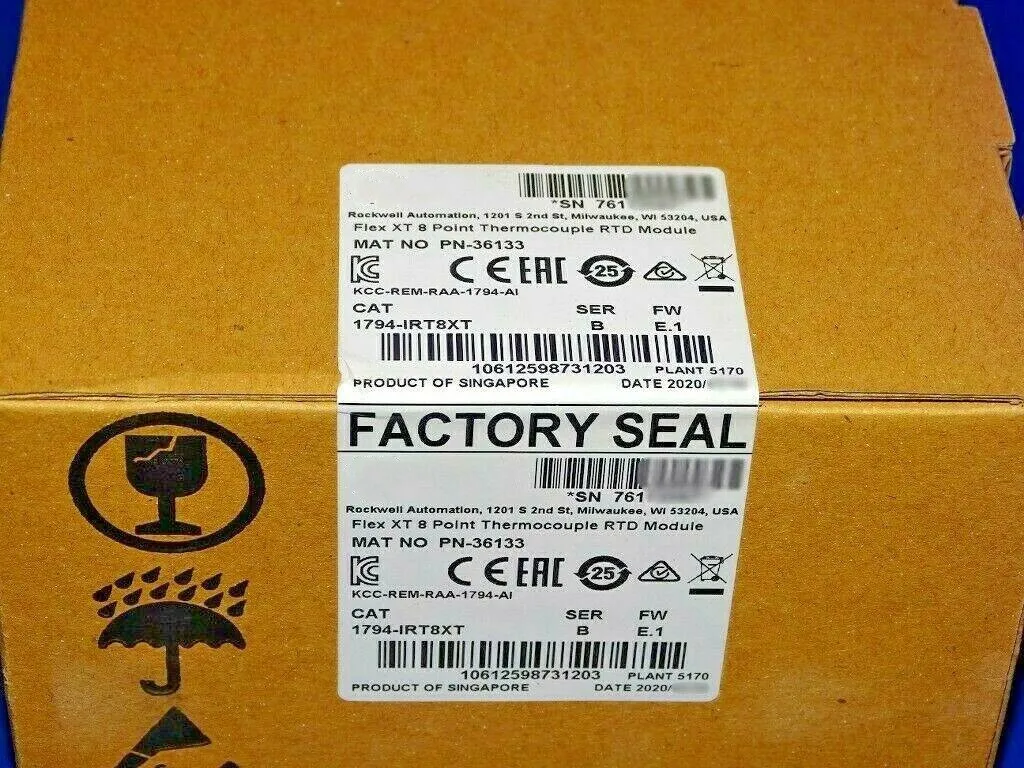 *SN 761
Rockwell Automation, 1201 S 2nd St, Milwaukee, WI 53204, USA
Flex XT 8 Point Thermocouple RTD Module
MAT NO PN-36133
CE EAC 25
KCC-REM-RAA-1794-AI
CAT SER FW
1794-IRT8XT B E.1
10612598731203 PLANT 5170
PRODUCT OF SINGAPORE DATE 2020/
FACTORY SEAL
*SN 761
Rockwell Automation, 1201 S 2nd St, Milwaukee, WI 53204, USA
Flex XT 8 Point Thermocouple RTD Module
MAT NO PN-36133
CE EAC 25
KCC-REM-RAA-1794-AI
CAT SER FW
1794-IRT8XT B E.1
10612598731203 PLANT 5170
PRODUCT OF SINGAPORE DATE 2020/